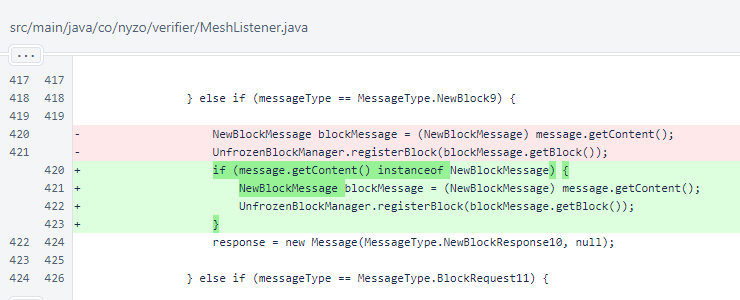 src/main/java/co/nyzo/verifier/MeshListener.java
...
417 417
418 418 } else if (messageType == MessageType.NewBlock9) {
419 419
420 - NewBlockMessage blockMessage = (NewBlockMessage) message.getContent();
421 - UnfrozenBlockManager.registerBlock(blockMessage.getBlock());
420 + if (message.getContent() instanceof NewBlockMessage) {
421 + NewBlockMessage blockMessage = (NewBlockMessage) message.getContent();
422 + UnfrozenBlockManager.registerBlock(blockMessage.getBlock());
423 + }
422 424 response = new Message(MessageType.NewBlockResponse10, null);
423 425
424 426 } else if (messageType == MessageType.BlockRequest11) {